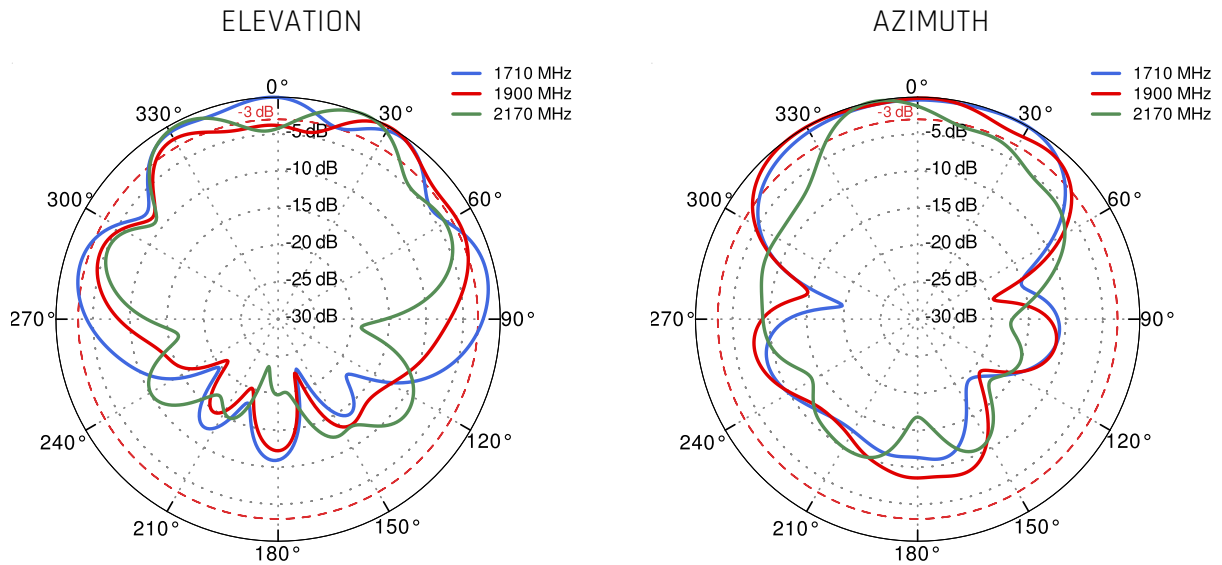 ELEVATION
1710 MHz
1900 MHz
2170 MHz
0°
30°
60°
90°
120°
150°
180°
210°
240°
270°
300°
330°
-3 dB
-5 dB
-10 dB
-15 dB
-20 dB
-25 dB
-30 dB
AZIMUTH
1710 MHz
1900 MHz
2170 MHz
0°
30°
60°
90°
120°
150°
180°
210°
240°
270°
300°
330°
-3 dB
-5 dB
-10 dB
-15 dB
-20 dB
-25 dB
-30 dB